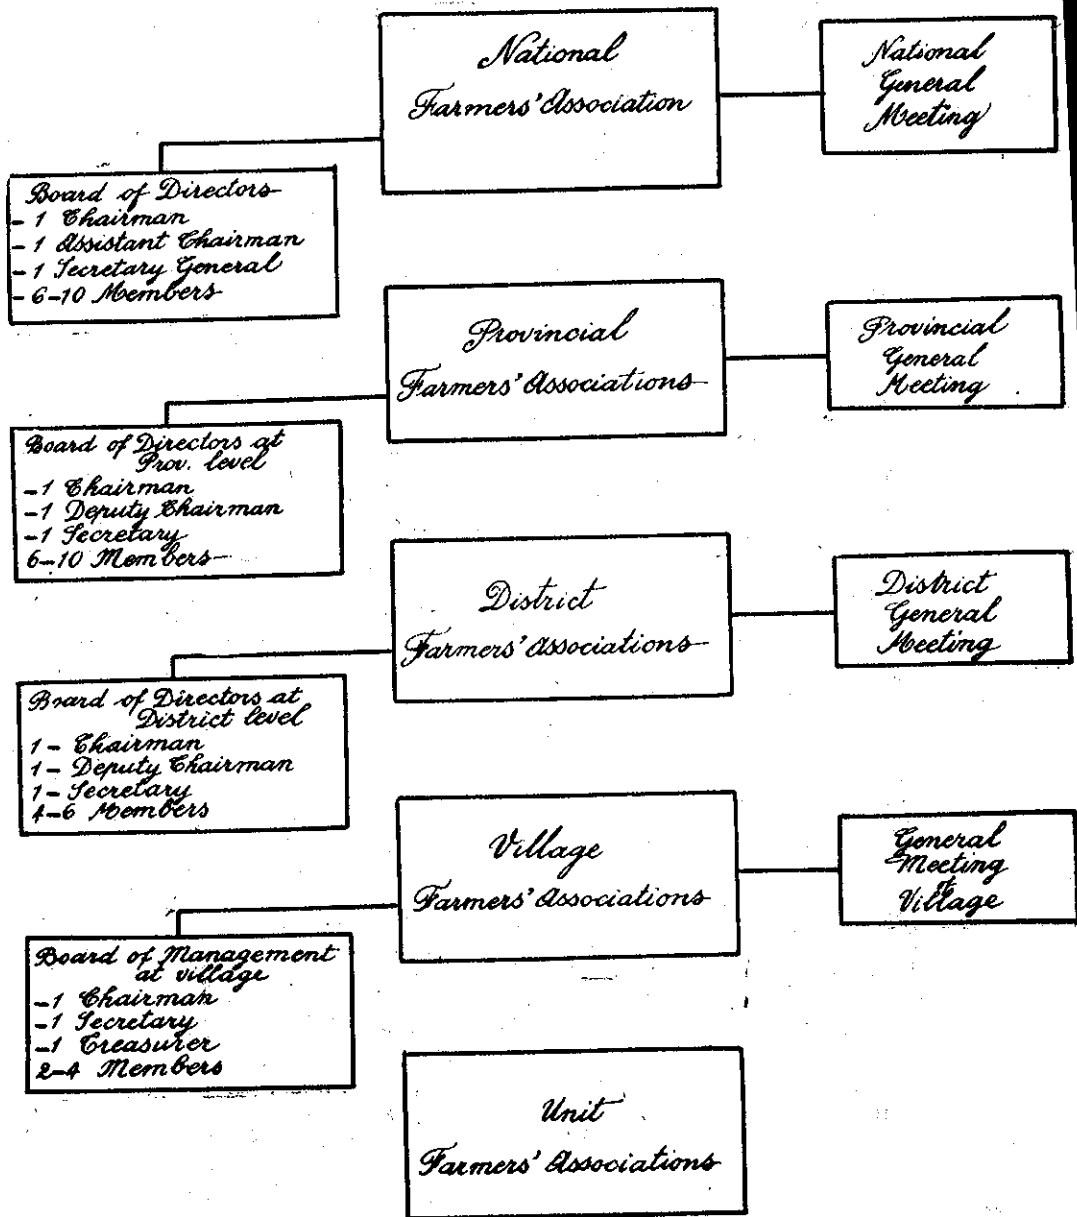 National
Farmers' Association
National
General
Meeting
Board of Directors
- 1 Chairman
- 1 Assistant Chairman
- 1 Secretary General
- 6-10 Members
Provincial
Farmers' Associations
Provincial
General
Meeting
Board of Directors at
Prov. level
-1 Chairman
-1 Deputy Chairman
-1 Secretary
6-10 Members
District
Farmers' Associations
District
General
Meeting
Board of Directors at
District level
1- Chairman
1- Deputy Chairman
1- Secretary
4-6 Members
Village
Farmers' Associations
General
Meeting
at
Village
Board of Management
at village
-1 Chairman
-1 Secretary
-1 Treasurer
2-4 Members
Unit
Farmers' Associations